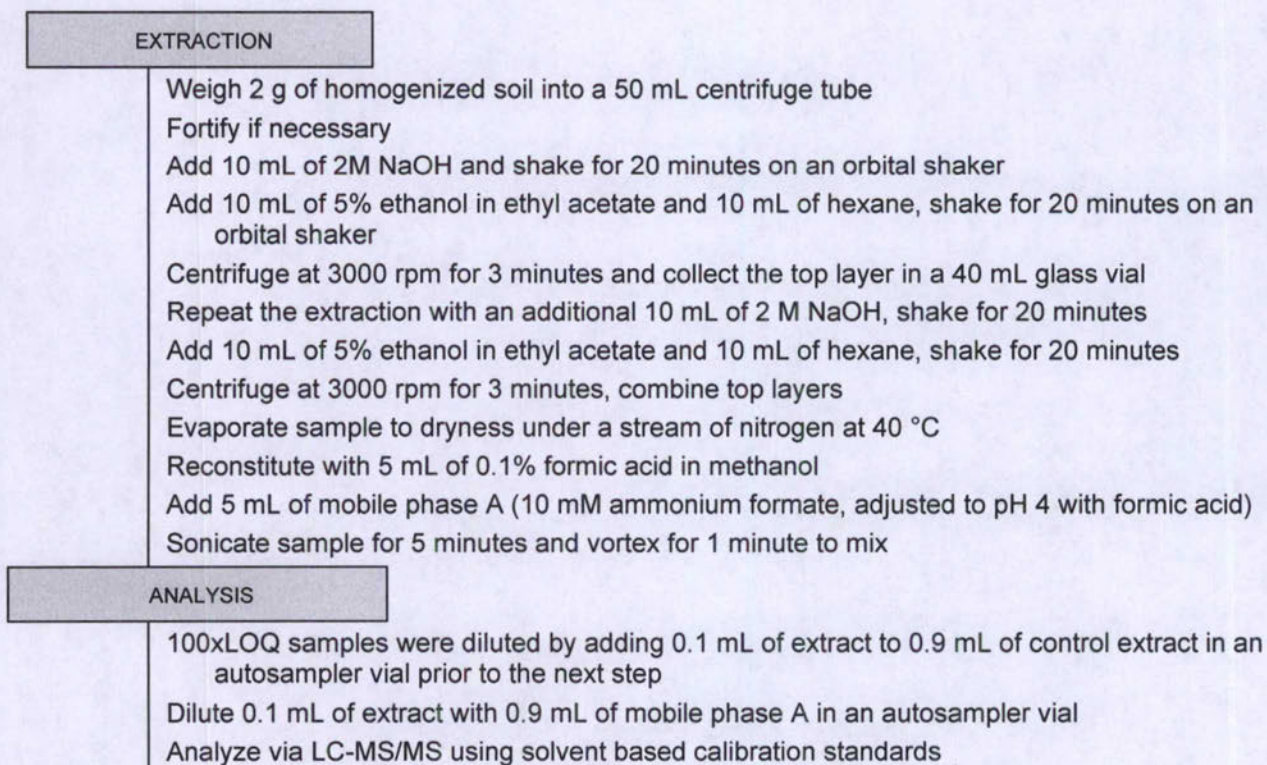 EXTRACTION
Weigh 2 g of homogenized soil into a 50 mL centrifuge tube
Fortify if necessary
Add 10 mL of 2M NaOH and shake for 20 minutes on an orbital shaker
Add 10 mL of 5% ethanol in ethyl acetate and 10 mL of hexane, shake for 20 minutes on an
orbital shaker
Centrifuge at 3000 rpm for 3 minutes and collect the top layer in a 40 mL glass vial
Repeat the extraction with an additional 10 mL of 2 M NaOH, shake for 20 minutes
Add 10 mL of 5% ethanol in ethyl acetate and 10 mL of hexane, shake for 20 minutes
Centrifuge at 3000 rpm for 3 minutes, combine top layers
Evaporate sample to dryness under a stream of nitrogen at 40 °C
Reconstitute with 5 mL of 0.1% formic acid in methanol
Add 5 mL of mobile phase A (10 mM ammonium formate, adjusted to pH 4 with formic acid)
Sonicate sample for 5 minutes and vortex for 1 minute to mix
ANALYSIS
100xLOQ samples were diluted by adding 0.1 mL of extract to 0.9 mL of control extract in an
autosampler vial prior to the next step
Dilute 0.1 mL of extract with 0.9 mL of mobile phase A in an autosampler vial
Analyze via LC-MS/MS using solvent based calibration standards